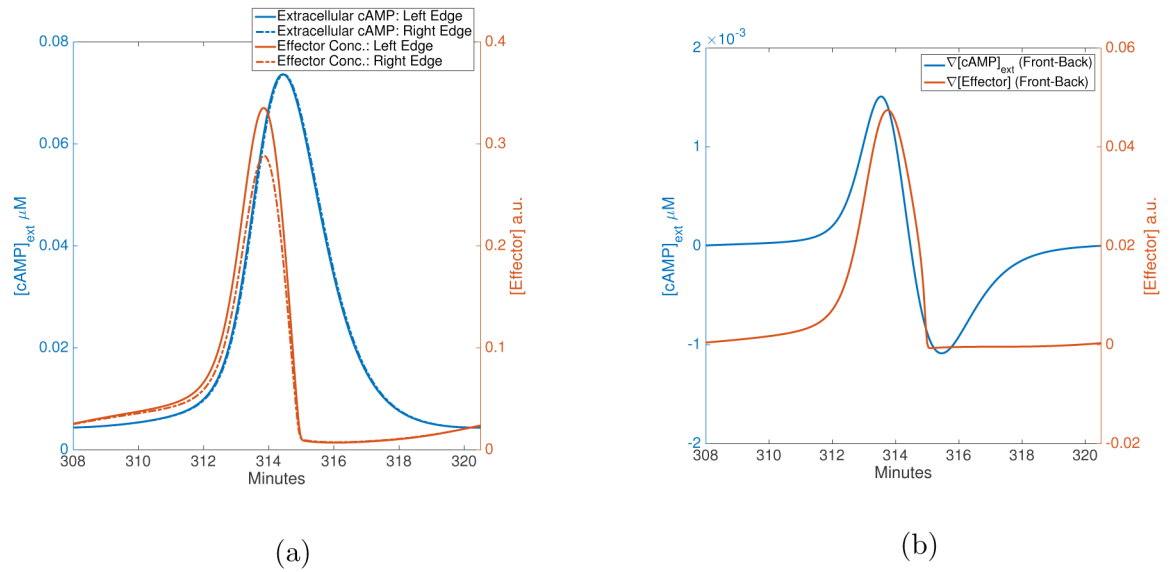 Extracellular cAMP: Left Edge
Extracellular cAMP: Right Edge
Effector Conc.: Left Edge
Effector Conc.: Right Edge
0.08
0.06
0.04
0.02
0
[cAMP]ext μM
0.4
0.3
0.2
0.1
0
[Effector] a.u.
308 310 312 314 316 318 320
Minutes
(a)
2 ×10-3
1
0
-1
-2
[cAMP]ext μM
∇[cAMP]ext (Front-Back)
∇[Effector] (Front-Back)
0.06
0.04
0.02
0
-0.02
[Effector] a.u.
308 310 312 314 316 318 320
Minutes
(b)